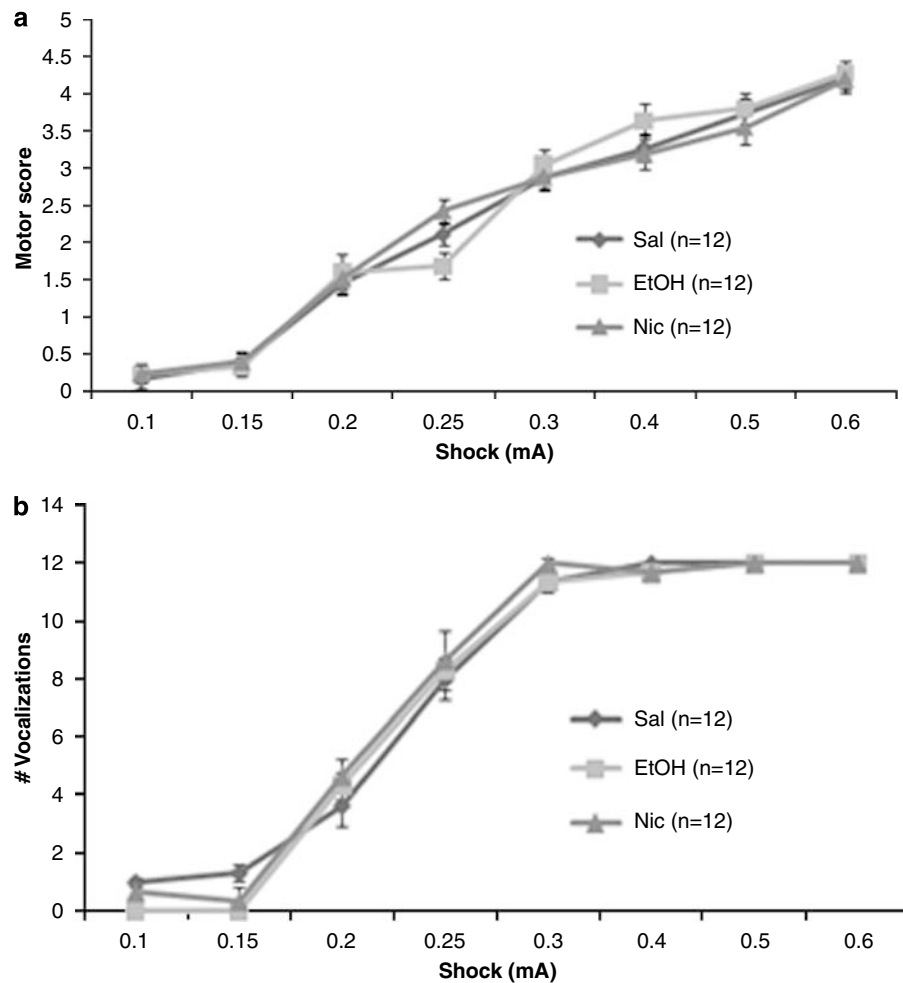 a
5
4.5
4
3.5
3
2.5
2
1.5
1
0.5
0
Motor score
Sal (n=12)
EtOH (n=12)
Nic (n=12)
0.1 0.15 0.2 0.25 0.3 0.4 0.5 0.6
Shock (mA)
b
14
12
10
8
6
4
2
0
# Vocalizations
Sal (n=12)
EtOH (n=12)
Nic (n=12)
0.1 0.15 0.2 0.25 0.3 0.4 0.5 0.6
Shock (mA)